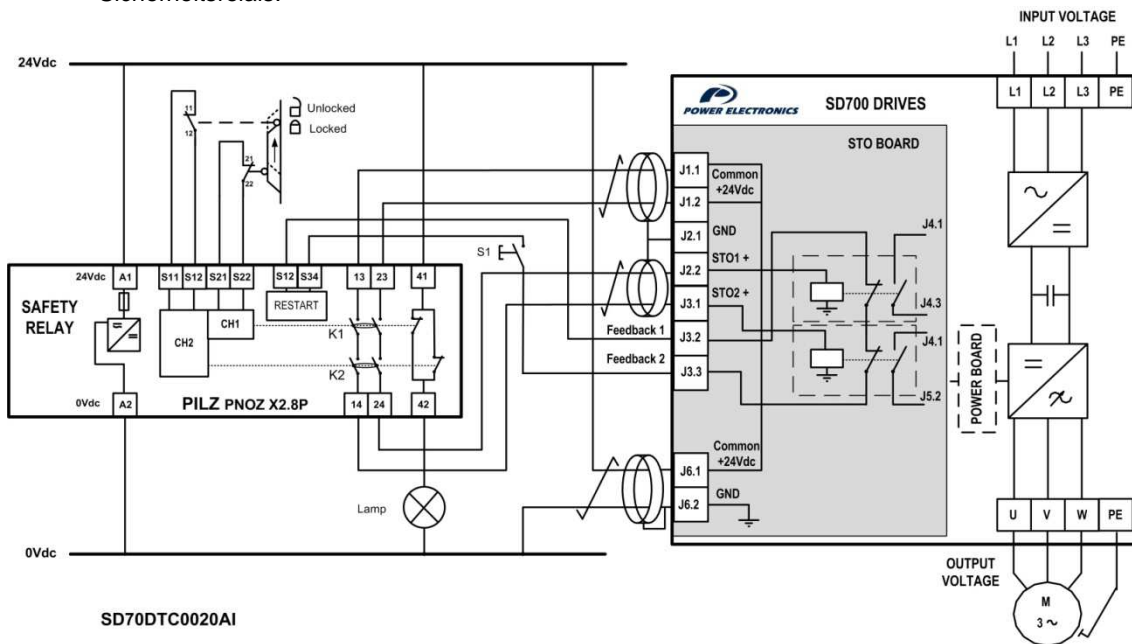 Sicherheitsrelais.
INPUT VOLTAGE
L1 L2 L3 PE
24Vdc
L1 L2 L3 PE
POWER ELECTRONICS
SD700 DRIVES
STO BOARD
11
12
Unlocked
Locked
21
22
J1.1
Common
+24Vdc
J1.2
J2.1
GND
J4.1
S1
STO1 +
J2.2
24Vdc
A1 S11 S12 S21 S22 S12 S34 13 23 41
STO2 +
J3.1
J4.3
SAFETY
RELAY
RESTART
CH1
CH2
K1
K2
Feedback 1
J3.2
J4.1
Feedback 2
J3.3
J5.2
POWER BOARD
0Vdc
A2
PILZ PNOZ X2.8P
14 24 42
Common
+24Vdc
J6.1
GND
J6.2
Lamp
U V W PE
0Vdc
OUTPUT
VOLTAGE
M
3 ~
SD70DTC0020AI